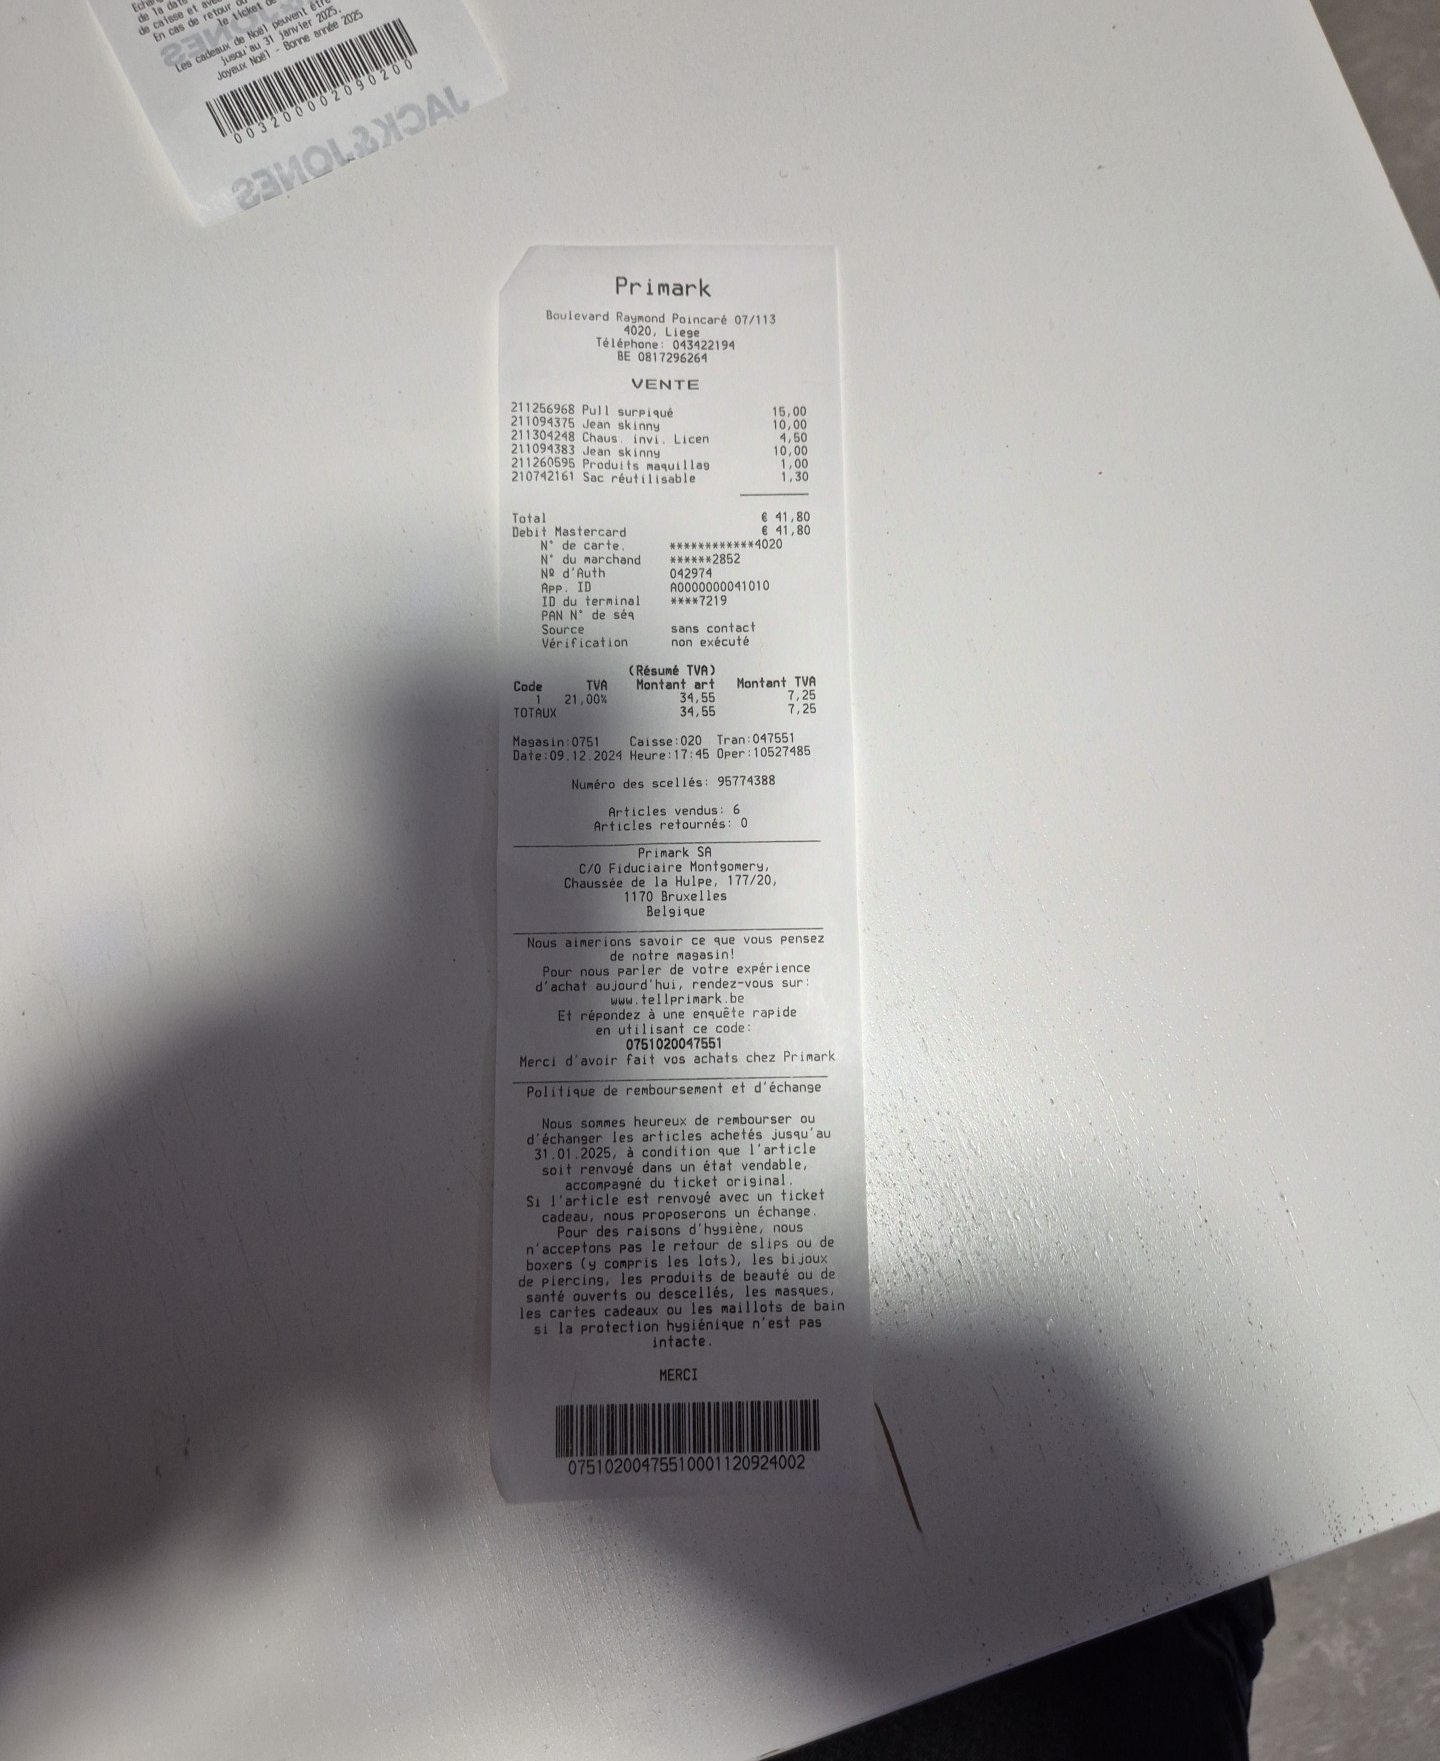 de la date
de caisse et
En cas de retour
le ticket de
Les cadeaux de Noël peuvent être
jusqu'au 31 janvier 2025.
Joyeux Noël - Bonne année 2025
0032000002090200
JACK&JONES
Primark
Boulevard Raymond Poincaré 07/113
4020, Liege
Téléphone: 043422194
BE 0817296264
VENTE
211256968 Pull surpiqué 15,00
211094375 Jean skinny 10,00
211304248 Chaus. invi. Licen 4,50
211094383 Jean skinny 10,00
211260595 Produits maquillag 1,00
210742161 Sac réutilisable 1,30
Total € 41,80
Debit Mastercard € 41,80
N° de carte. ************4020
N° du marchand ******2852
Nº d'Auth 042974
App. ID A0000000041010
ID du terminal ****7219
PAN N° de séq
Source sans contact
Vérification non exécuté
(Résumé TVA)
Code TVA Montant art Montant TVA
1 21,00% 34,55 7,25
TOTAUX 34,55 7,25
Magasin:0751 Caisse:020 Tran:047551
Date:09.12.2024 Heure:17:45 Oper:10527485
Numéro des scellés: 95774388
Articles vendus: 6
Articles retournés: 0
Primark SA
C/O Fiduciaire Montgomery,
Chaussée de la Hulpe, 177/20,
1170 Bruxelles
Belgique
Nous aimerions savoir ce que vous pensez
de notre magasin!
Pour nous parler de votre expérience
d'achat aujourd'hui, rendez-vous sur:
www.tellprimark.be
Et répondez à une enquête rapide
en utilisant ce code:
0751020047551
Merci d'avoir fait vos achats chez Primark
Politique de remboursement et d'échange
Nous sommes heureux de rembourser ou
d'échanger les articles achetés jusqu'au
31.01.2025, à condition que l'article
soit renvoyé dans un état vendable,
accompagné du ticket original.
Si l'article est renvoyé avec un ticket
cadeau, nous proposerons un échange.
Pour des raisons d'hygiène, nous
n'acceptons pas le retour de slips ou de
boxers (y compris les lots), les bijoux
de piercing, les produits de beauté ou de
santé ouverts ou descellés, les masques,
les cartes cadeaux ou les maillots de bain
si la protection hygiénique n'est pas
intacte.
MERCI
07510200475510001120924002